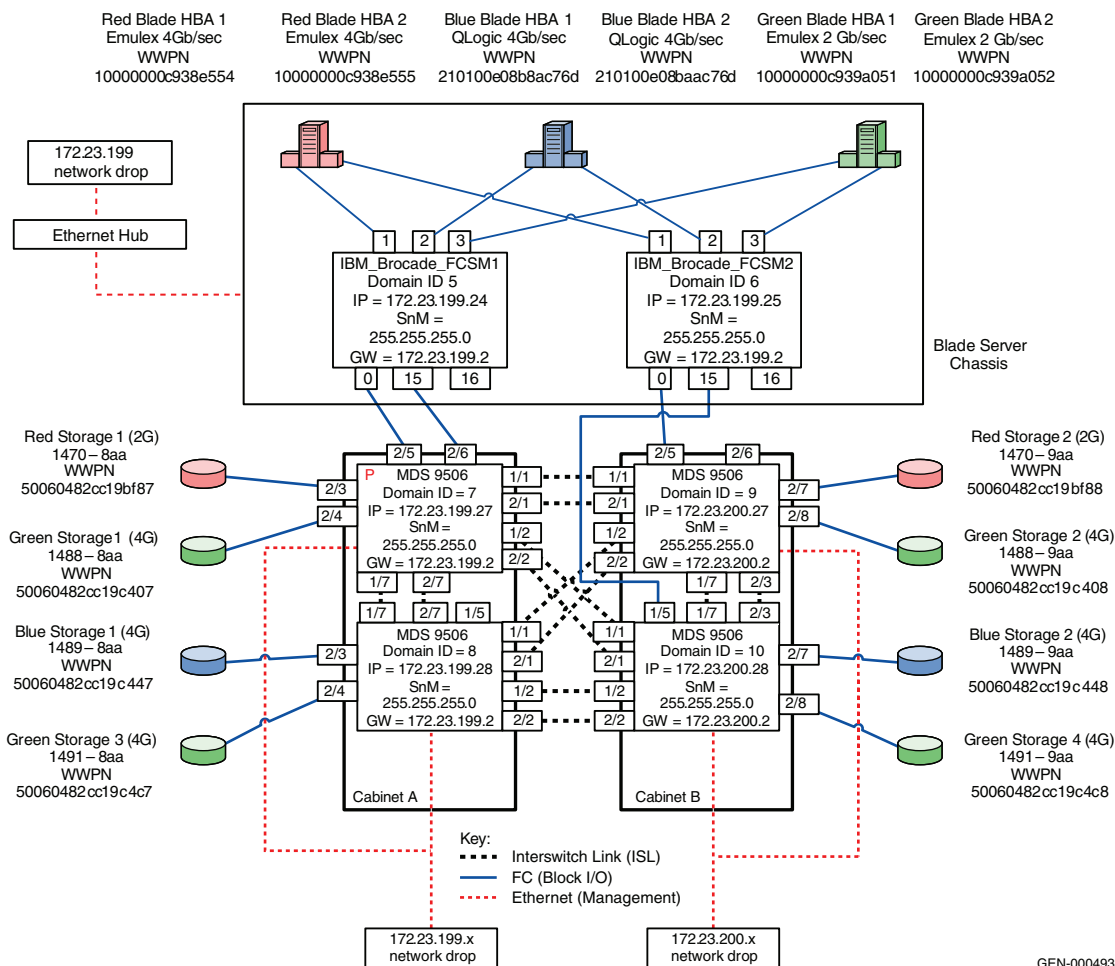 Red Blade HBA 1
Emulex 4Gb/sec
WWPN
10000000c938e554
Red Blade HBA 2
Emulex 4Gb/sec
WWPN
10000000c938e555
Blue Blade HBA 1
QLogic 4Gb/sec
WWPN
210100e08b8ac76d
Blue Blade HBA 2
QLogic 4Gb/sec
WWPN
210100e08baac76d
Green Blade HBA 1
Emulex 2 Gb/sec
WWPN
10000000c939a051
Green Blade HBA 2
Emulex 2 Gb/sec
WWPN
10000000c939a052
172.23.199
network drop
Ethernet Hub
1
2
3
IBM_Brocade_FCSM1
Domain ID 5
IP = 172.23.199.24
SnM =
255.255.255.0
GW = 172.23.199.2
0
15
16
1
2
3
IBM_Brocade_FCSM2
Domain ID 6
IP = 172.23.199.25
SnM =
255.255.255.0
GW = 172.23.199.2
0
15
16
Blade Server
Chassis
Red Storage 1 (2G)
1470 – 8aa
WWPN
50060482cc19bf87
Green Storage1 (4G)
1488 – 8aa
WWPN
50060482cc19c407
Blue Storage 1 (4G)
1489 – 8aa
WWPN
50060482cc19c447
Green Storage 3 (4G)
1491 – 8aa
WWPN
50060482cc19c4c7
2/5
2/6
P
MDS 9506
Domain ID = 7
IP = 172.23.199.27
SnM =
255.255.255.0
GW = 172.23.199.2
2/3
2/4
1/1
2/1
1/2
2/2
1/7
2/7
1/7
2/7
1/5
MDS 9506
Domain ID = 8
IP = 172.23.199.28
SnM =
255.255.255.0
GW = 172.23.199.2
2/3
2/4
1/1
2/1
1/2
2/2
Cabinet A
2/5
2/6
MDS 9506
Domain ID = 9
IP = 172.23.200.27
SnM =
255.255.255.0
GW = 172.23.200.2
1/1
2/1
1/2
2/2
2/7
2/8
1/7
2/3
1/5
1/7
2/3
MDS 9506
Domain ID = 10
IP = 172.23.200.28
SnM =
255.255.255.0
GW = 172.23.200.2
1/1
2/1
1/2
2/2
2/7
2/8
Cabinet B
Red Storage 2 (2G)
1470 – 9aa
WWPN
50060482cc19bf88
Green Storage 2 (4G)
1488 – 9aa
WWPN
50060482cc19c408
Blue Storage 2 (4G)
1489 – 9aa
WWPN
50060482cc19c448
Green Storage 4 (4G)
1491 – 9aa
WWPN
50060482cc19c4c8
Key:
Interswitch Link (ISL)
FC (Block I/O)
Ethernet (Management)
172.23.199.x
network drop
172.23.200.x
network drop
GEN-000493